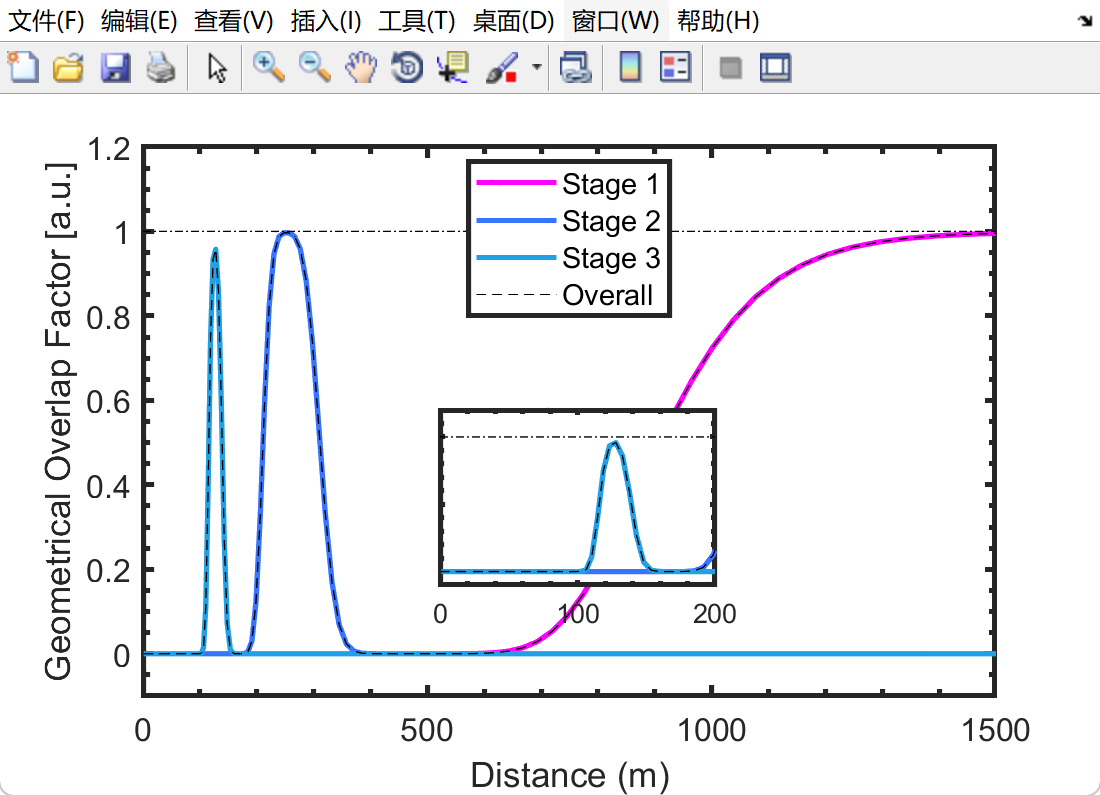 文件(F) 编辑(E) 查看(V) 插入(I) 工具(T) 桌面(D) 窗口(W) 帮助(H)
1.2
1
0.8
0.6
0.4
0.2
0
Geometrical Overlap Factor [a.u.]
Stage 1
Stage 2
Stage 3
Overall
0 100 200
0 500 1000 1500
Distance (m)